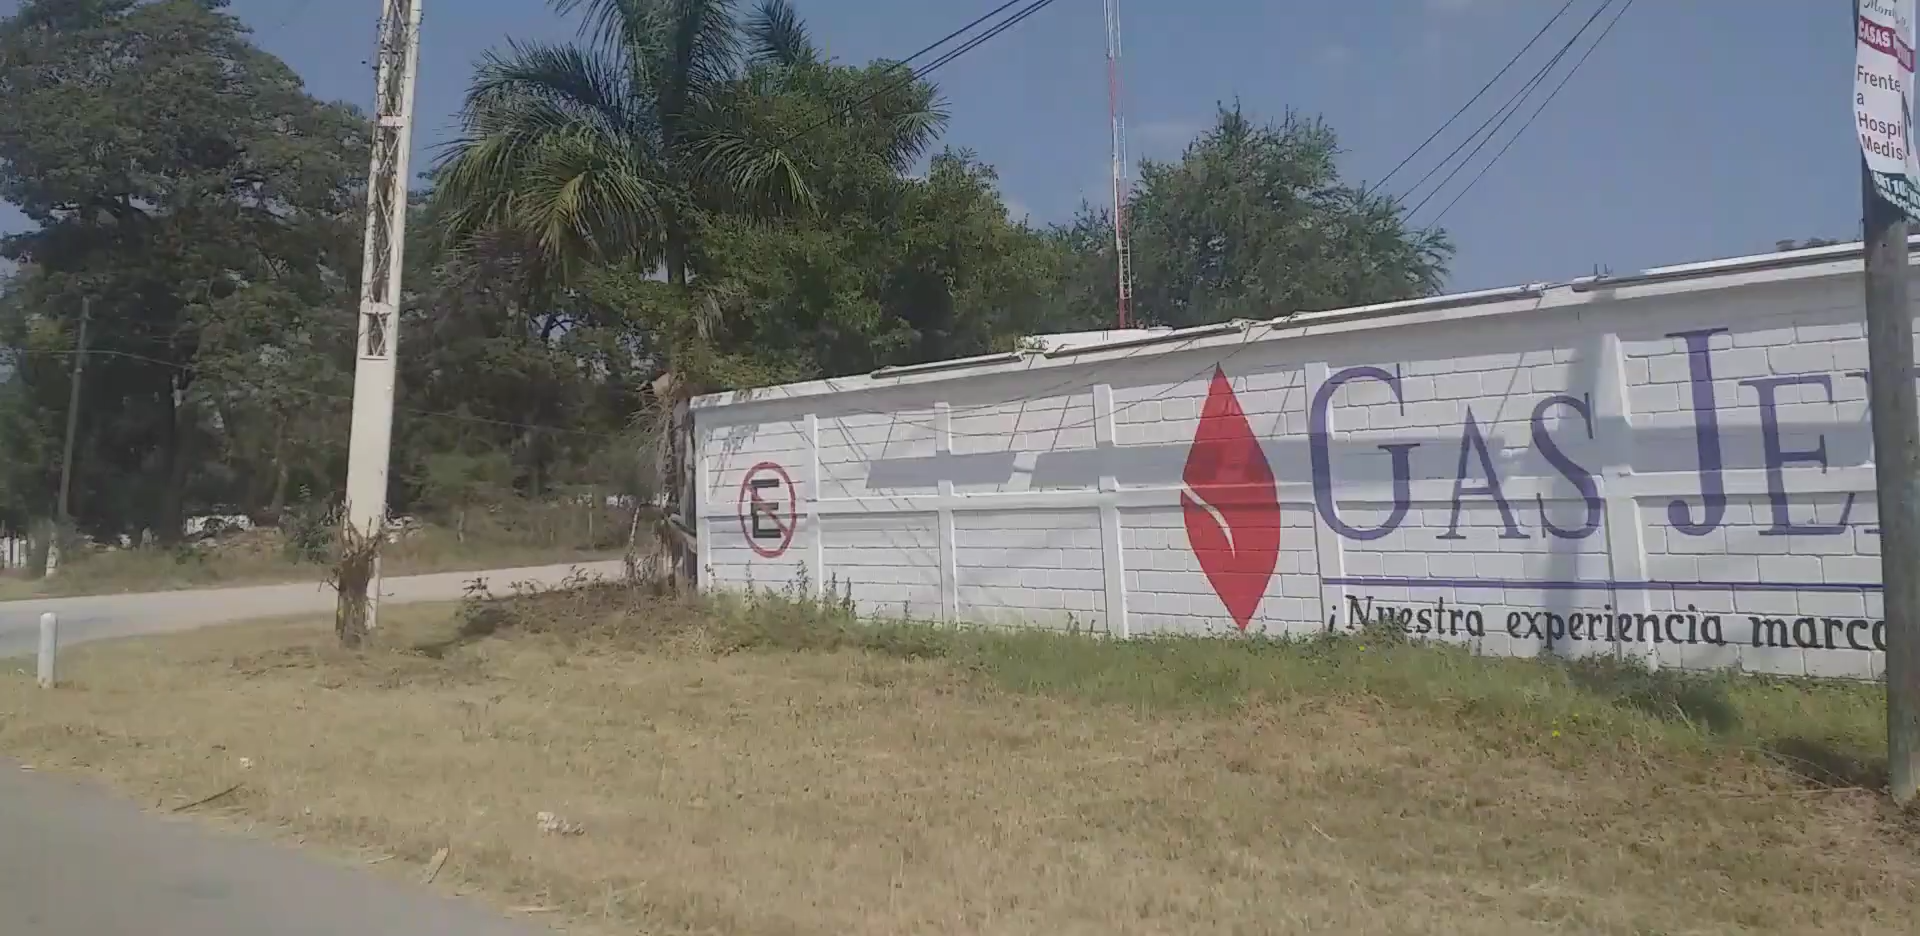 CASAS
Frente
a
Hospi
Medis
E
GAS JE
¡Nuestra experiencia marca